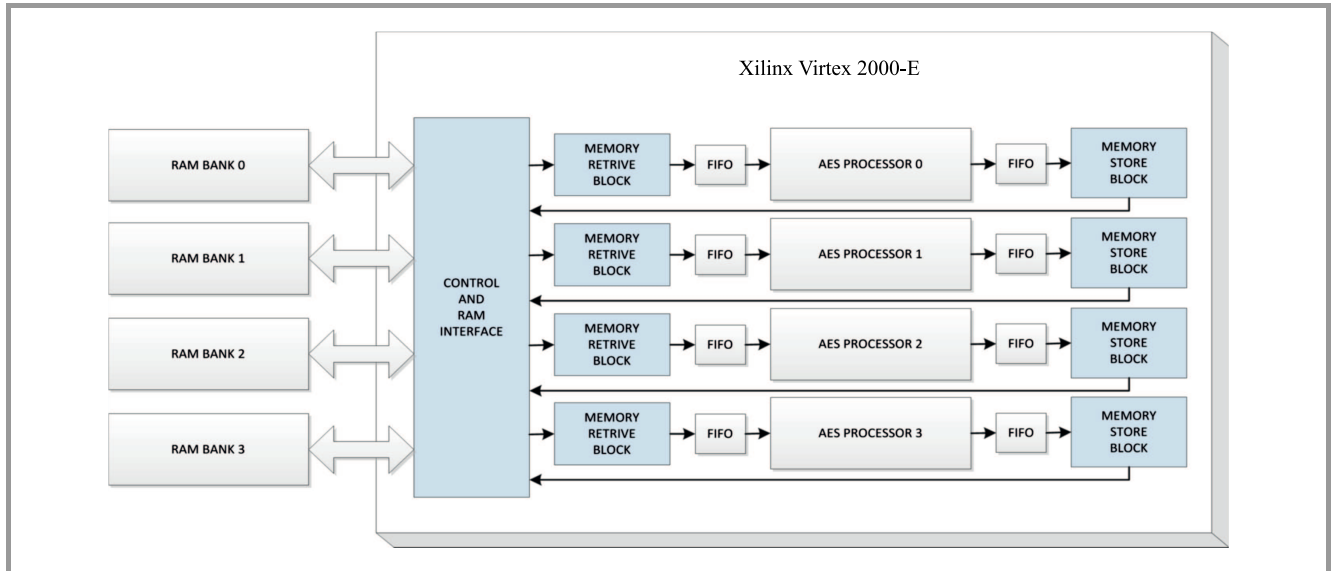 Xilinx Virtex 2000-E
RAM BANK 0
RAM BANK 1
RAM BANK 2
RAM BANK 3
CONTROL
AND
RAM
INTERFACE
MEMORY
RETRIVE
BLOCK
FIFO
AES PROCESSOR 0
FIFO
MEMORY
STORE
BLOCK
MEMORY
RETRIVE
BLOCK
FIFO
AES PROCESSOR 1
FIFO
MEMORY
STORE
BLOCK
MEMORY
RETRIVE
BLOCK
FIFO
AES PROCESSOR 2
FIFO
MEMORY
STORE
BLOCK
MEMORY
RETRIVE
BLOCK
FIFO
AES PROCESSOR 3
FIFO
MEMORY
STORE
BLOCK